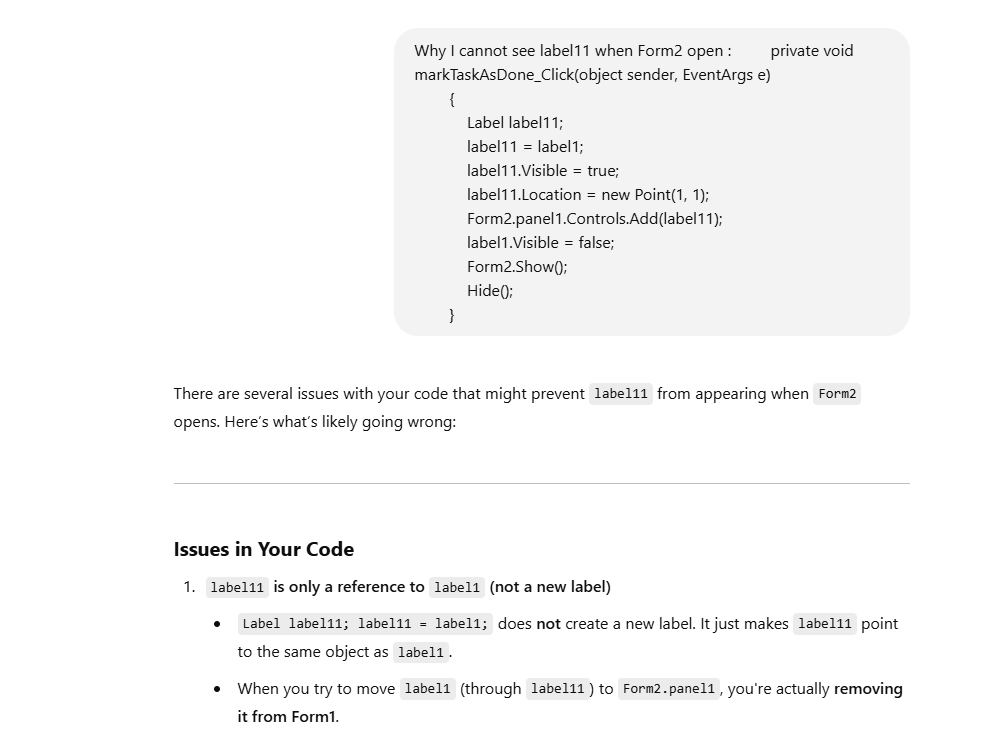 Why I cannot see label11 when Form2 open :        private void
markTaskAsDone_Click(object sender, EventArgs e)
{
Label label11;
label11 = label1;
label11.Visible = true;
label11.Location = new Point(1, 1);
Form2.panel1.Controls.Add(label11);
label1.Visible = false;
Form2.Show();
Hide();
}
There are several issues with your code that might prevent label11 from appearing when Form2
opens. Here's what's likely going wrong:
Issues in Your Code
1. label11 is only a reference to label1 (not a new label)
• Label label11; label11 = label1; does not create a new label. It just makes label11 point
to the same object as label1.
• When you try to move label1 (through label11) to Form2.panel1, you're actually removing
it from Form1.